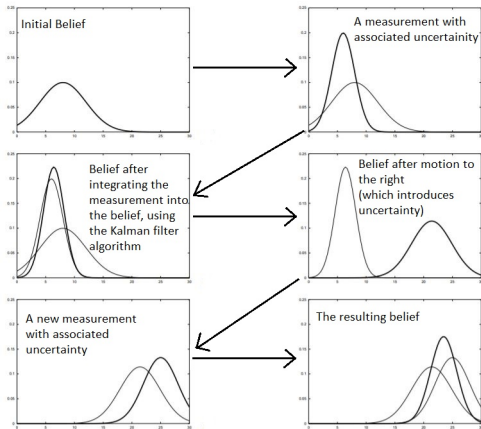 Initial Belief
A measurement with
associated uncertainty
Belief after
integrating the
measurement into
the belief, using
the Kalman filter
algorithm
Belief after motion to
the right
(which introduces
uncertainty)
A new measurement
with associated
uncertainty
The resulting belief